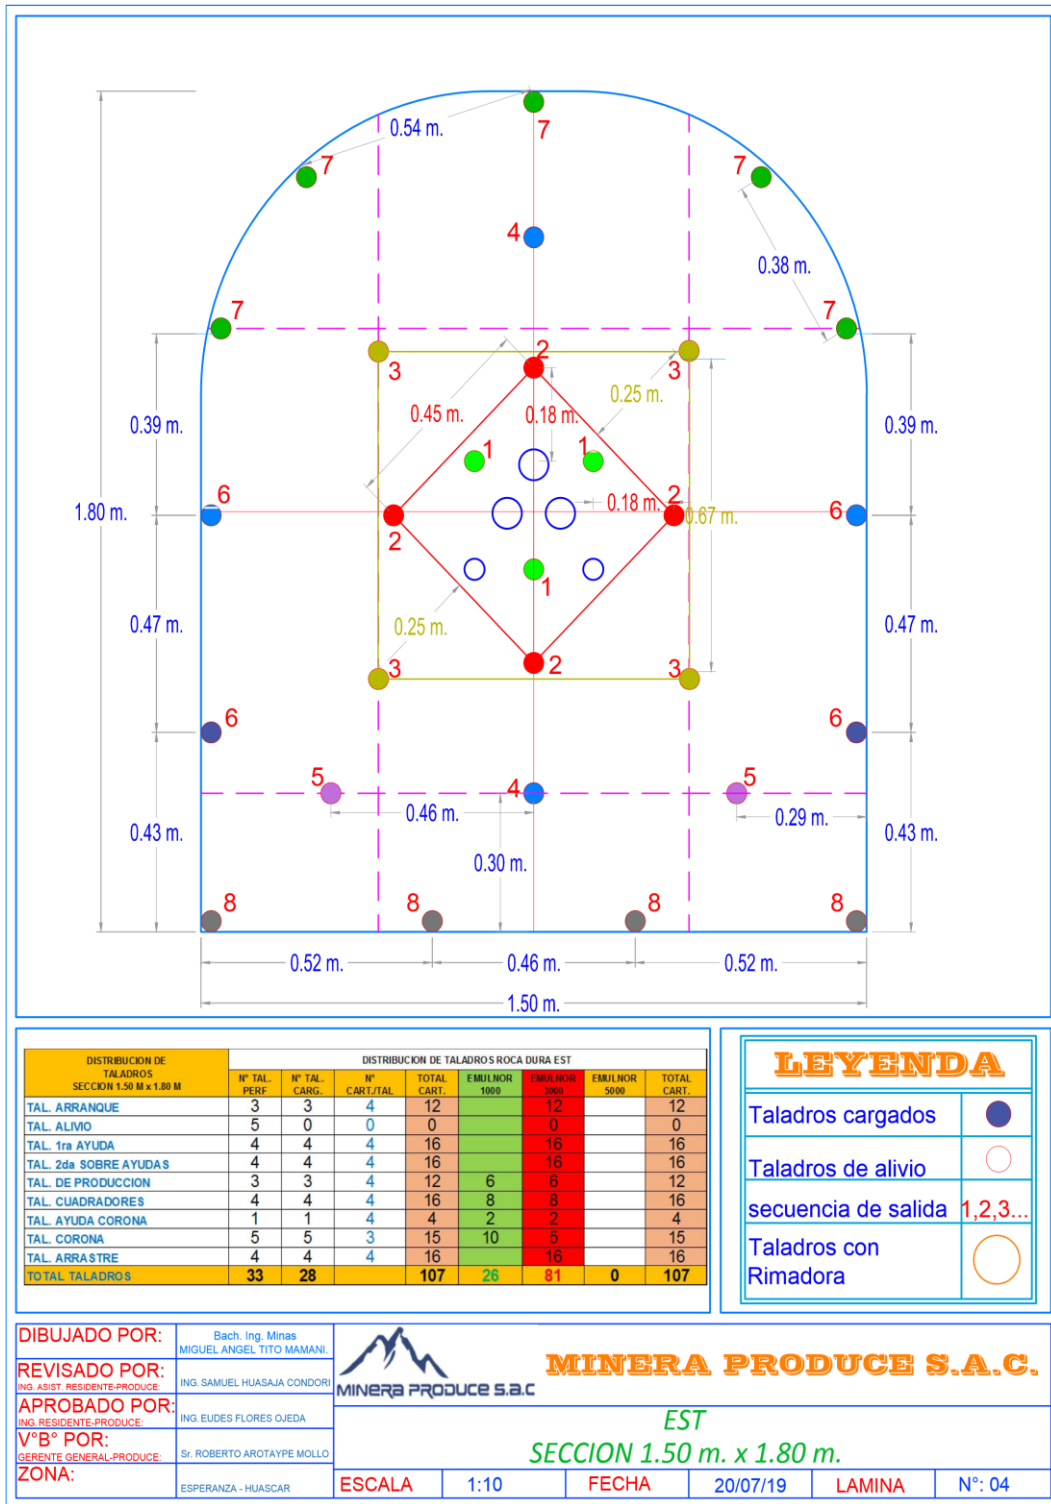 7
0.54 m.
7
7
4
0.38 m.
7
7
2
3
3
0.25 m.
0.45 m.
0.18 m.
0.39 m.
0.39 m.
1
1
6
2
0.18 m.
1.80 m.
6
0.67 m.
2
1
0.47 m.
0.25 m.
0.47 m.
3
2
3
6
6
5
4
5
0.46 m.
0.29 m.
0.43 m.
0.43 m.
0.30 m.
8
8
8
8
0.52 m.
0.46 m.
0.52 m.
1.50 m.
DISTRIBUCION DE TALADROS SECCION 1.50 M x 1.80 M
DISTRIBUCION DE TALADROS ROCA DURA EST
N° TAL. PERF N° TAL. CARG. N° CART./TAL TOTAL CART. EMULNOR 1000 EMULNOR 3000 EMULNOR 5000 TOTAL CART.
TAL. ARRANQUE 3 3 4 12 12 12
TAL. ALIVIO 5 0 0 0 0 0
TAL. 1ra AYUDA 4 4 4 16 16 16
TAL. 2da SOBRE AYUDAS 4 4 4 16 16 16
TAL. DE PRODUCCION 3 3 4 12 6 6 12
TAL. CUADRADORES 4 4 4 16 8 8 16
TAL. AYUDA CORONA 1 1 4 4 2 2 4
TAL. CORONA 5 5 3 15 10 5 15
TAL. ARRASTRE 4 4 4 16 16 16
TOTAL TALADROS 33 28 107 26 81 0 107
LEYENDA
Taladros cargados
Taladros de alivio
secuencia de salida 1,2,3...
Taladros con
Rimadora
DIBUJADO POR:
Bach. Ing. Minas
MIGUEL ANGEL TITO MAMANI.
REVISADO POR:
ING. ASIST. RESIDENTE-PRODUCE:
ING. SAMUEL HUASAJA CONDORI
APROBADO POR:
ING. RESIDENTE-PRODUCE:
ING. EUDES FLORES OJEDA
V°B° POR:
GERENTE GENERAL-PRODUCE:
Sr. ROBERTO AROTAYPE MOLLO
ZONA:
ESPERANZA - HUASCAR
MINERA PRODUCE S.A.C
MINERA PRODUCE S.A.C.
EST
SECCION 1.50 m. x 1.80 m.
ESCALA 1:10 FECHA 20/07/19 LAMINA N°: 04